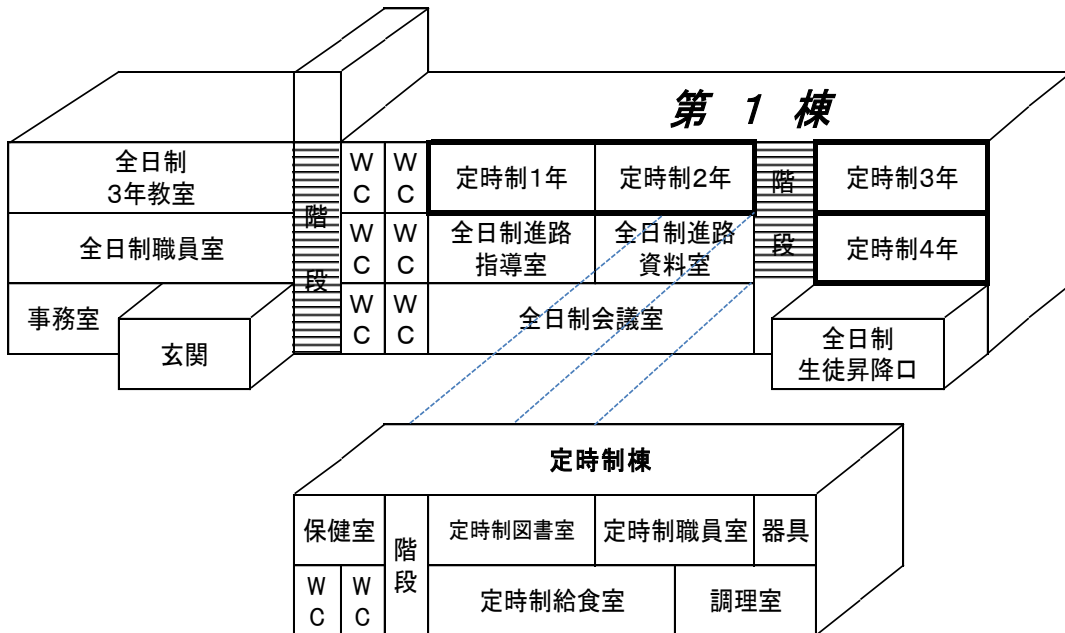 第 1 棟
全日制
3年教室
階
段
W
C
W
C
定時制1年
定時制2年
階
段
定時制3年
全日制職員室
W
C
W
C
全日制進路
指導室
全日制進路
資料室
定時制4年
事務室
玄関
W
C
W
C
全日制会議室
全日制
生徒昇降口
定時制棟
保健室
階
段
定時制図書室
定時制職員室
器具
W
C
W
C
定時制給食室
調理室